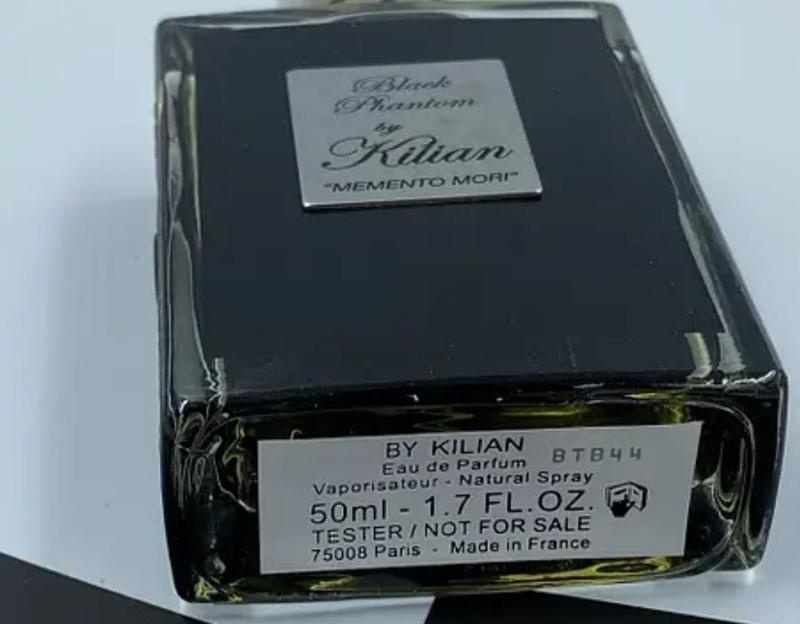 Black
Phantom
by
Kilian
"MEMENTO MORI"
BY KILIAN BTB44
Eau de Parfum
Vaporisateur - Natural Spray
50ml - 1.7 FL.OZ.
TESTER / NOT FOR SALE
75008 Paris - Made in France